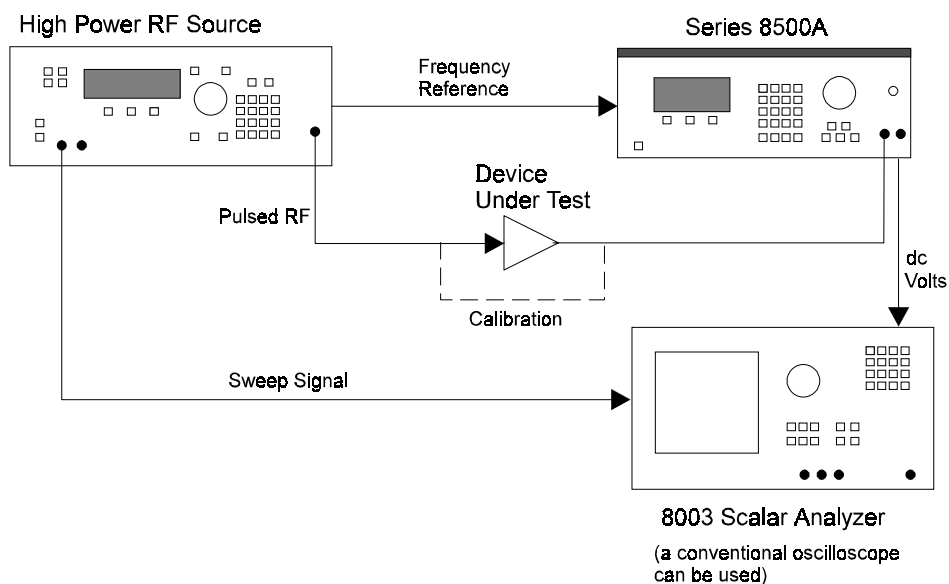 High Power RF Source
Series 8500A
Frequency
Reference
Device
Under Test
Pulsed RF
dc
Volts
Calibration
Sweep Signal
8003 Scalar Analyzer
(a conventional oscilloscope
can be used)